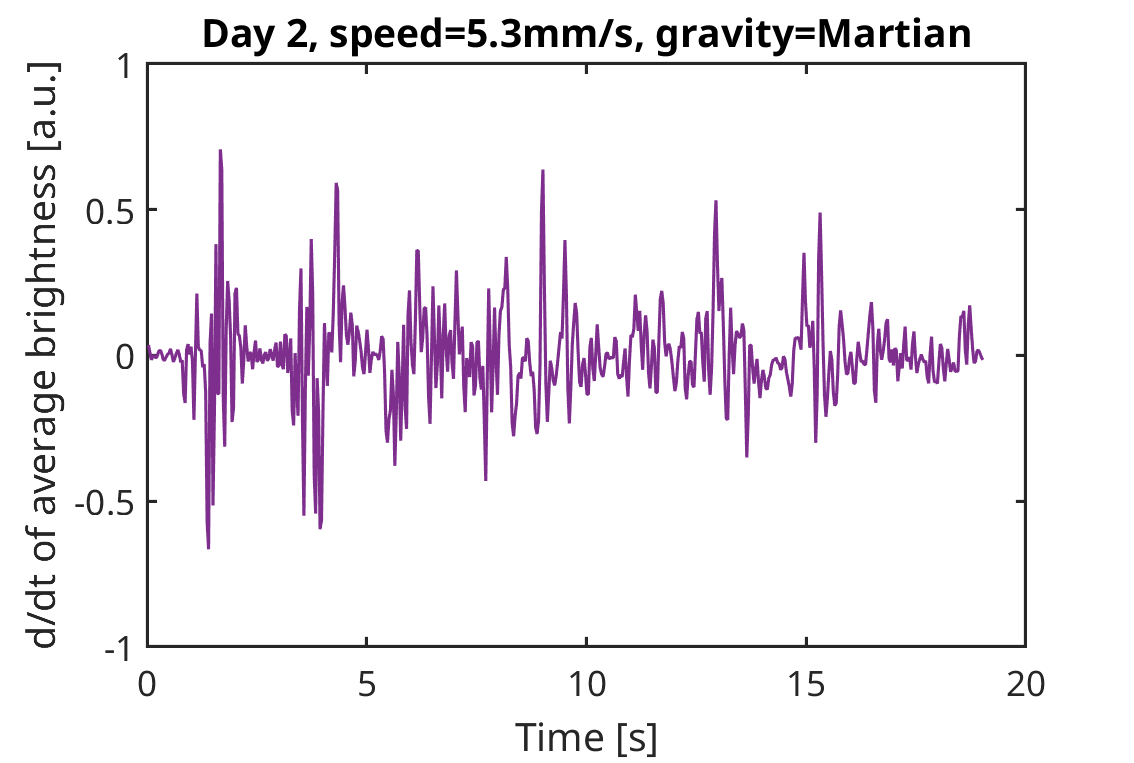 Day 2, speed=5.3mm/s, gravity=Martian
d/dt of average brightness [a.u.]
1
0.5
0
-0.5
-1
0 5 10 15 20
Time [s]